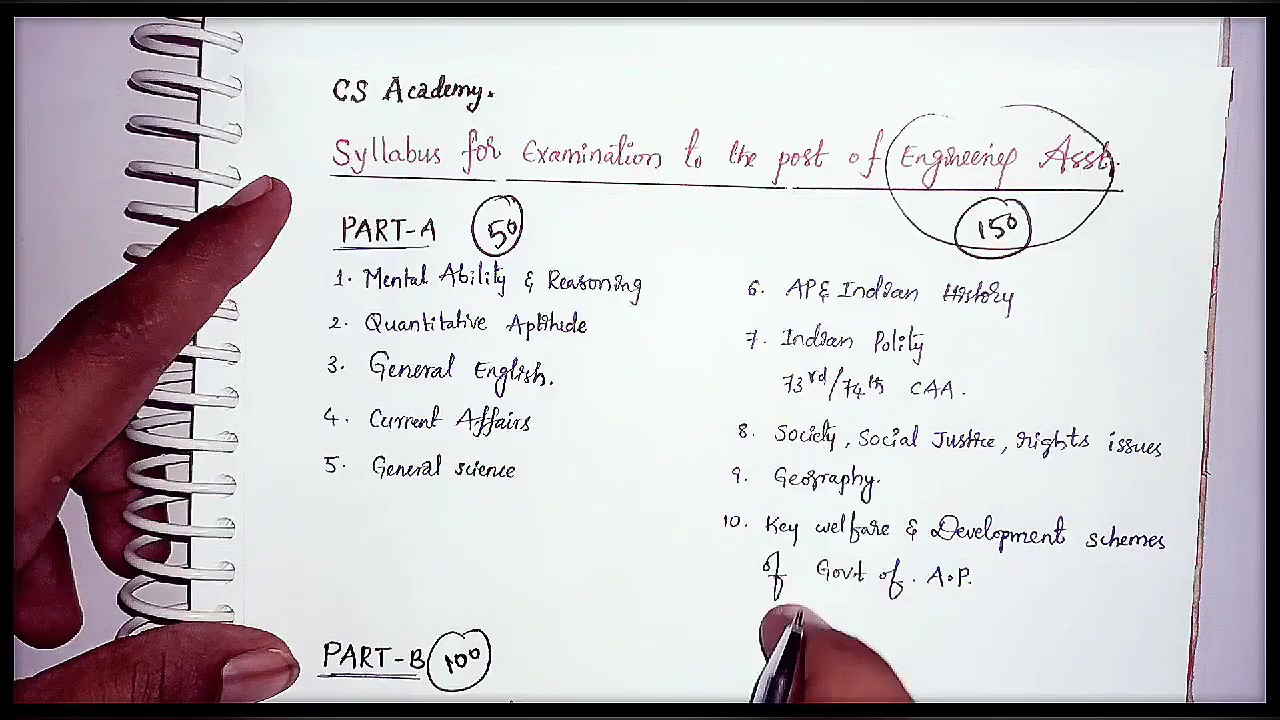 CS Academy.
Syllabus for Examination to the post of Engineering Asst.
150
PART-A 50
1. Mental Ability & Reasoning
2. Quantitative Aptitude
3. General English.
4. Current Affairs
5. General science
6. AP & Indian History
7. Indian Polity
73rd/74th CAA.
8. Society, Social Justice, rights issues
9. Geography.
10. Key welfare & Development schemes
of Govt of. A.P.
PART-B 100